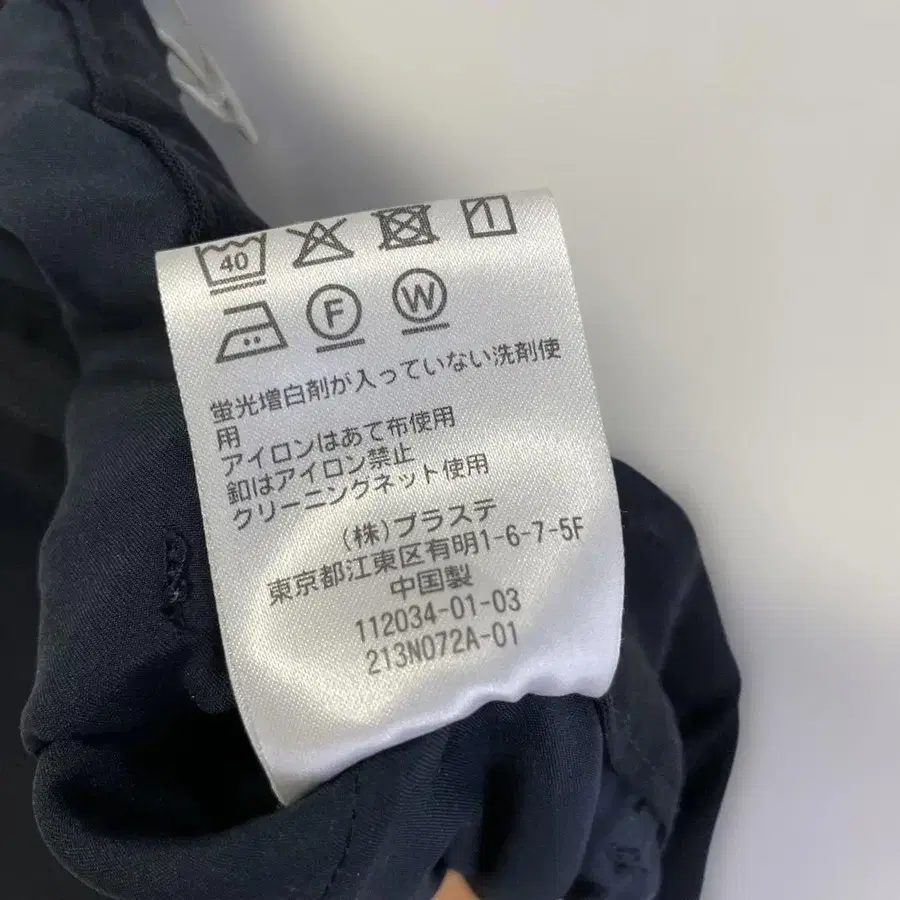 40
F W
蛍光増白剤が入っていない洗剤使
用
アイロンはあて布使用
釦はアイロン禁止
クリーニングネット使用
(株)プラステ
東京都江東区有明1-6-7-5F
中国製
112034-01-03
213N072A-01